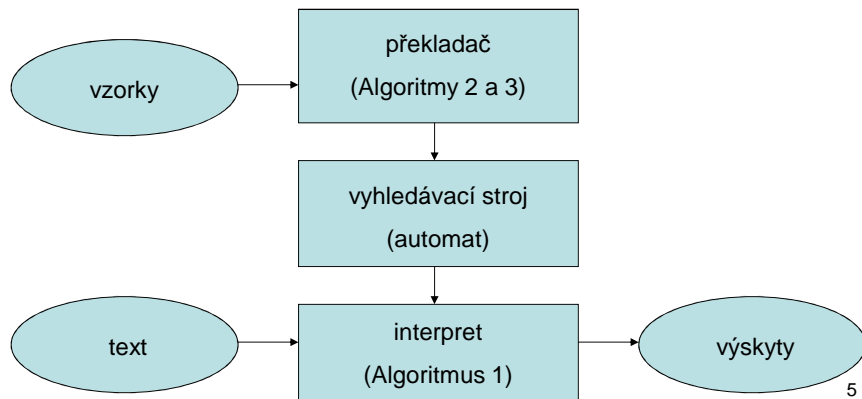 překladač
(Algoritmy 2 a 3)
vzorky
vyhledávací stroj
(automat)
text
interpret
(Algoritmus 1)
výskyty
5